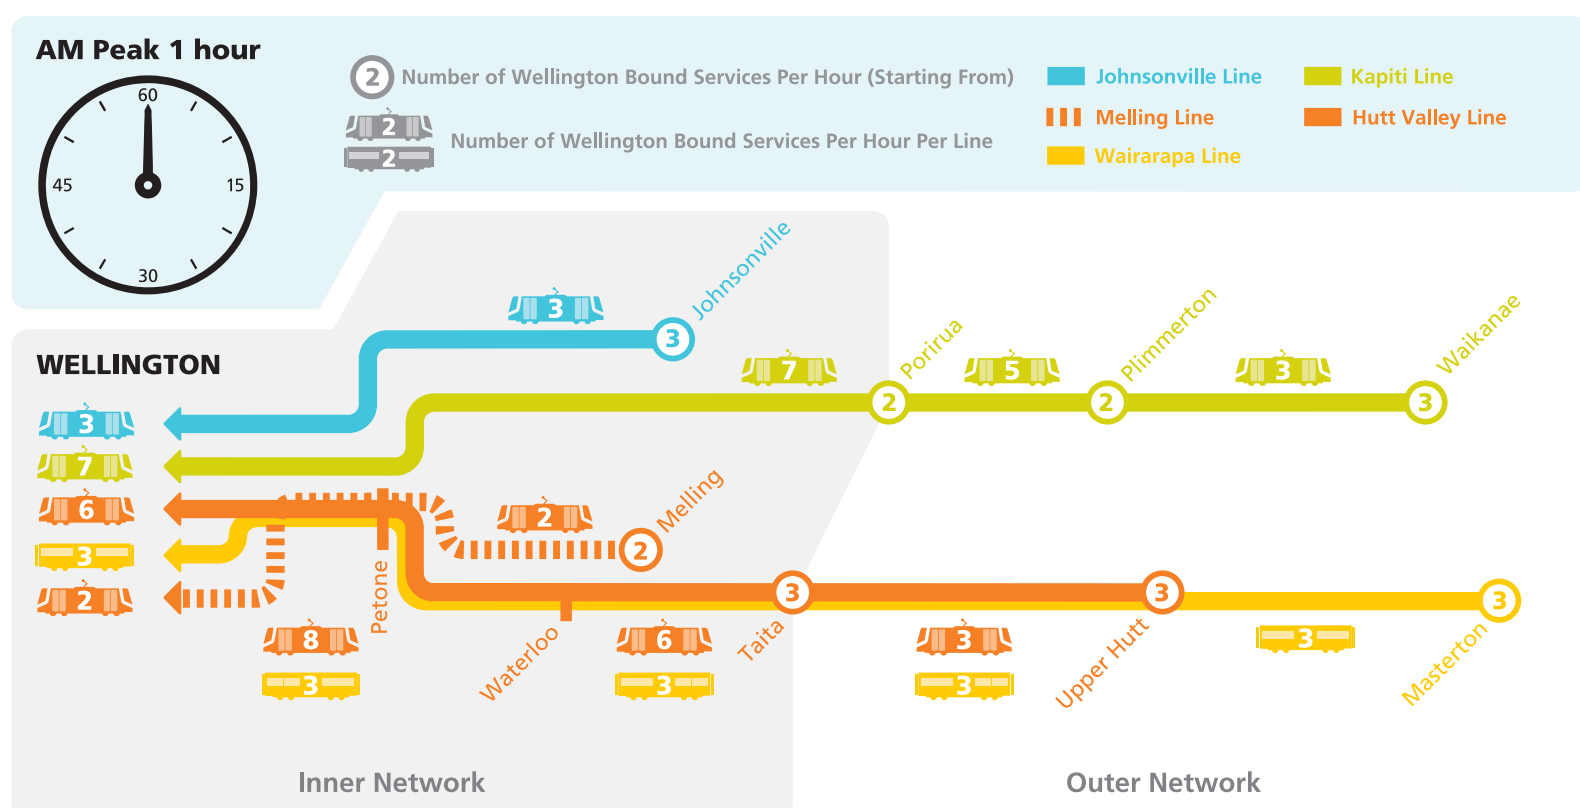 AM Peak 1 hour
60
15
30
45
2 Number of Wellington Bound Services Per Hour (Starting From)
2
2
Number of Wellington Bound Services Per Hour Per Line
Johnsonville Line
Kapiti Line
Melling Line
Hutt Valley Line
Wairarapa Line
WELLINGTON
3
7
6
3
2
3
3
Johnsonville
7
2
Porirua
5
2
Plimmerton
3
3
Waikanae
2
2
Melling
Petone
8
3
Waterloo
6
3
3
Taita
3
3
3
Upper Hutt
3
3
Masterton
Inner Network
Outer Network